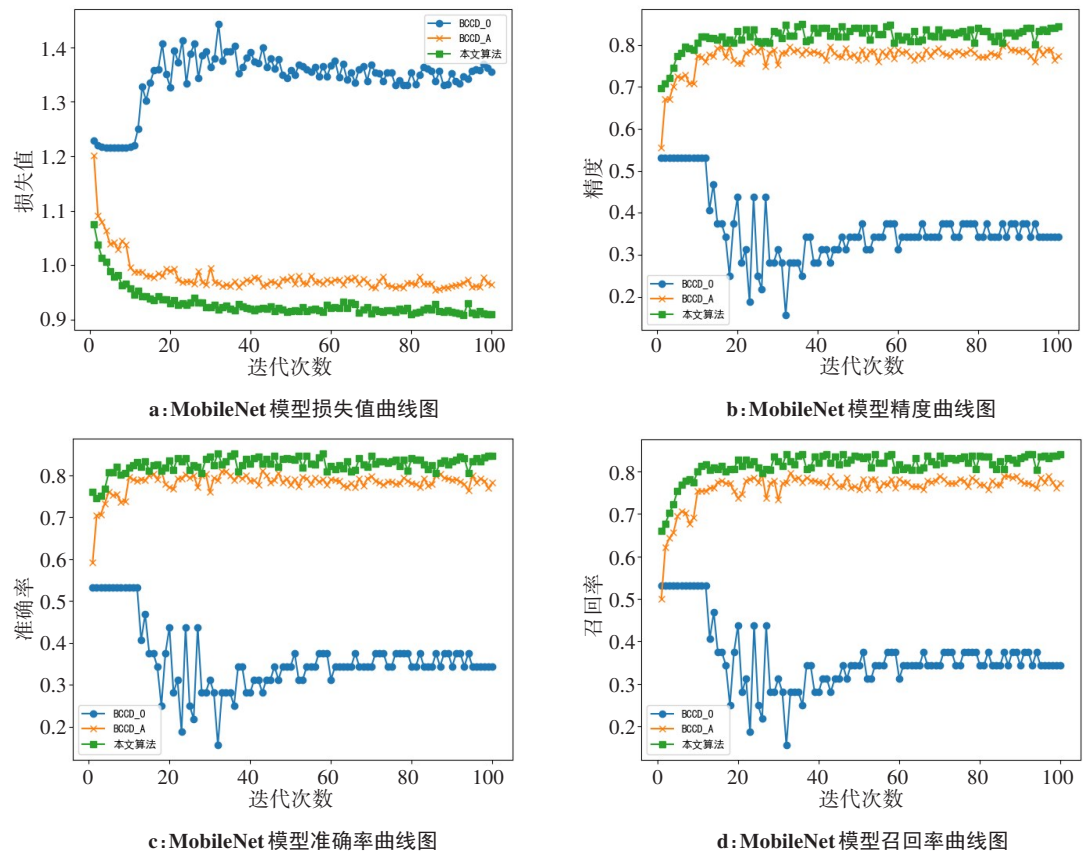 1.4
1.3
1.2
1.1
1.0
0.9
损失值
0
20
40
60
80
100
迭代次数
BCCD_O
BCCD_A
本文算法
a:MobileNet模型损失值曲线图
0.8
0.7
0.6
0.5
0.4
0.3
0.2
精度
0
20
40
60
80
100
迭代次数
BCCD_O
BCCD_A
本文算法
b:MobileNet模型精度曲线图
0.8
0.7
0.6
0.5
0.4
0.3
0.2
准确率
0
20
40
60
80
100
迭代次数
BCCD_O
BCCD_A
本文算法
c:MobileNet模型准确率曲线图
0.8
0.7
0.6
0.5
0.4
0.3
0.2
召回率
0
20
40
60
80
100
迭代次数
BCCD_O
BCCD_A
本文算法
d:MobileNet模型召回率曲线图